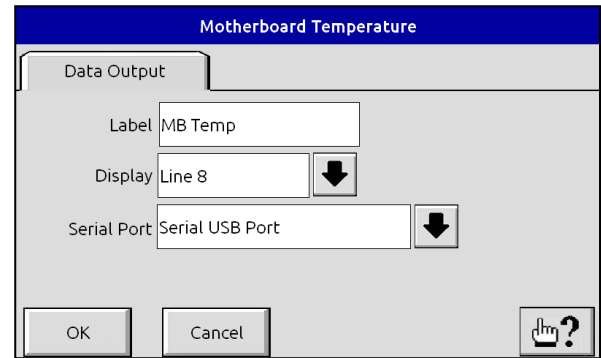 Motherboard Temperature
Data Output
Label MB Temp
Display Line 8
Serial Port Serial USB Port
OK Cancel ?